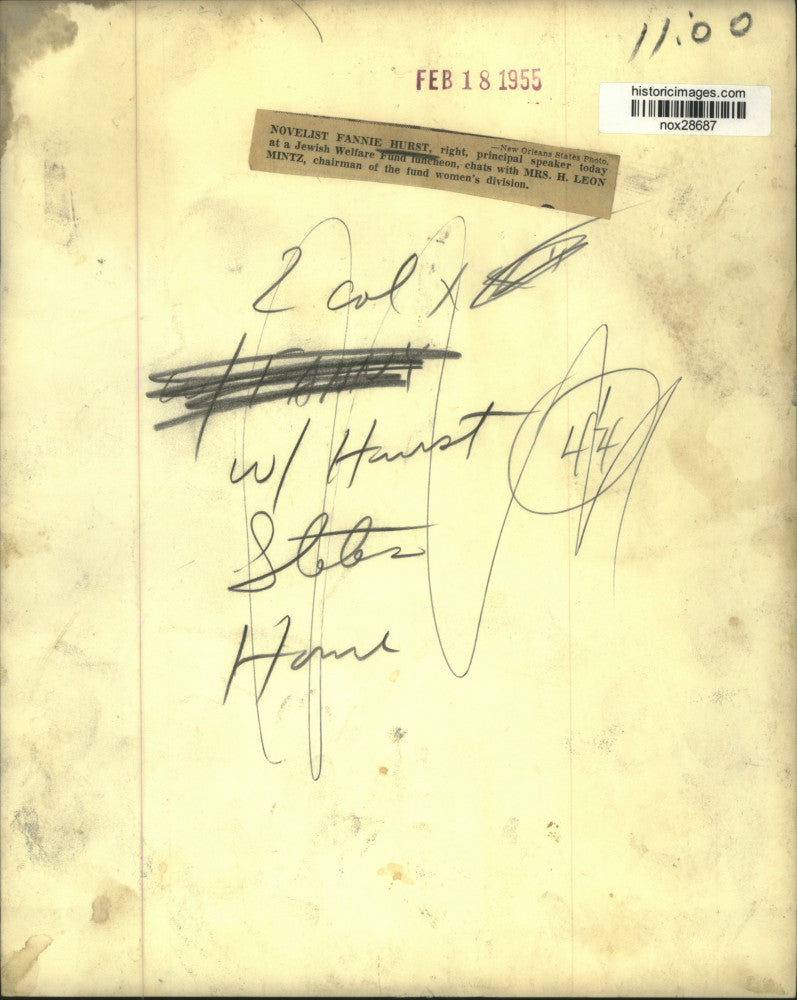 11:00
FEB 18 1955
historicimages.com
nox28687
—New Orleans States Photo.
NOVELIST FANNIE HURST, right, principal speaker today
at a Jewish Welfare Fund luncheon, chats with MRS. H. LEON
MINTZ, chairman of the fund women's division.
2 col x
w/
w/ Hurst
44
States
Home